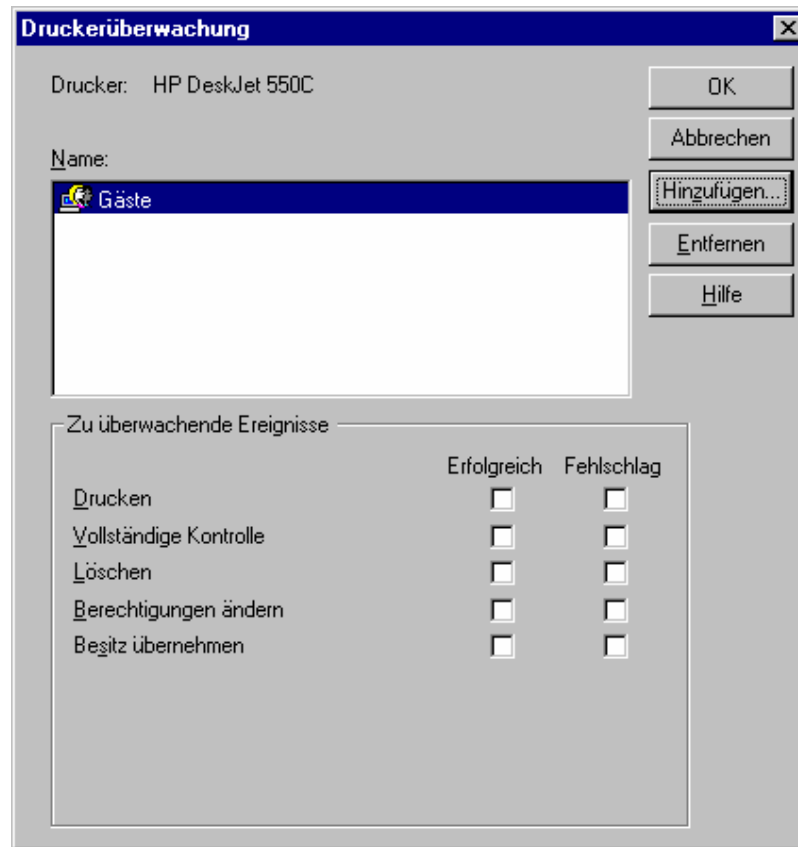 Druckerüberwachung
Drucker: HP DeskJet 550C
OK
Abbrechen
Name:
Gäste
Hinzufügen...
Entfernen
Hilfe
Zu überwachende Ereignisse
Erfolgreich Fehlschlag
Drucken
Vollständige Kontrolle
Löschen
Berechtigungen ändern
Besitz übernehmen